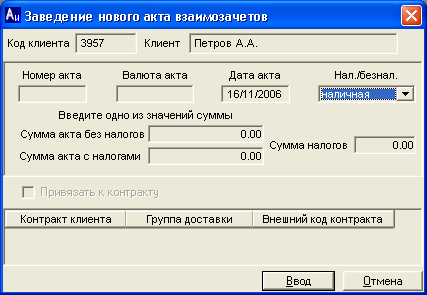 Аи Заведение нового акта взаимозачетов
Код клиента 3957 Клиент Петров А.А.
Номер акта Валюта акта Дата акта Нал./безнал.
16/11/2006 наличная
Введите одно из значений суммы
Сумма акта без налогов 0.00
Сумма налогов 0.00
Сумма акта с налогами 0.00
Привязать к контракту
Контракт клиента Группа доставки Внешний код контракта
Ввод Отмена